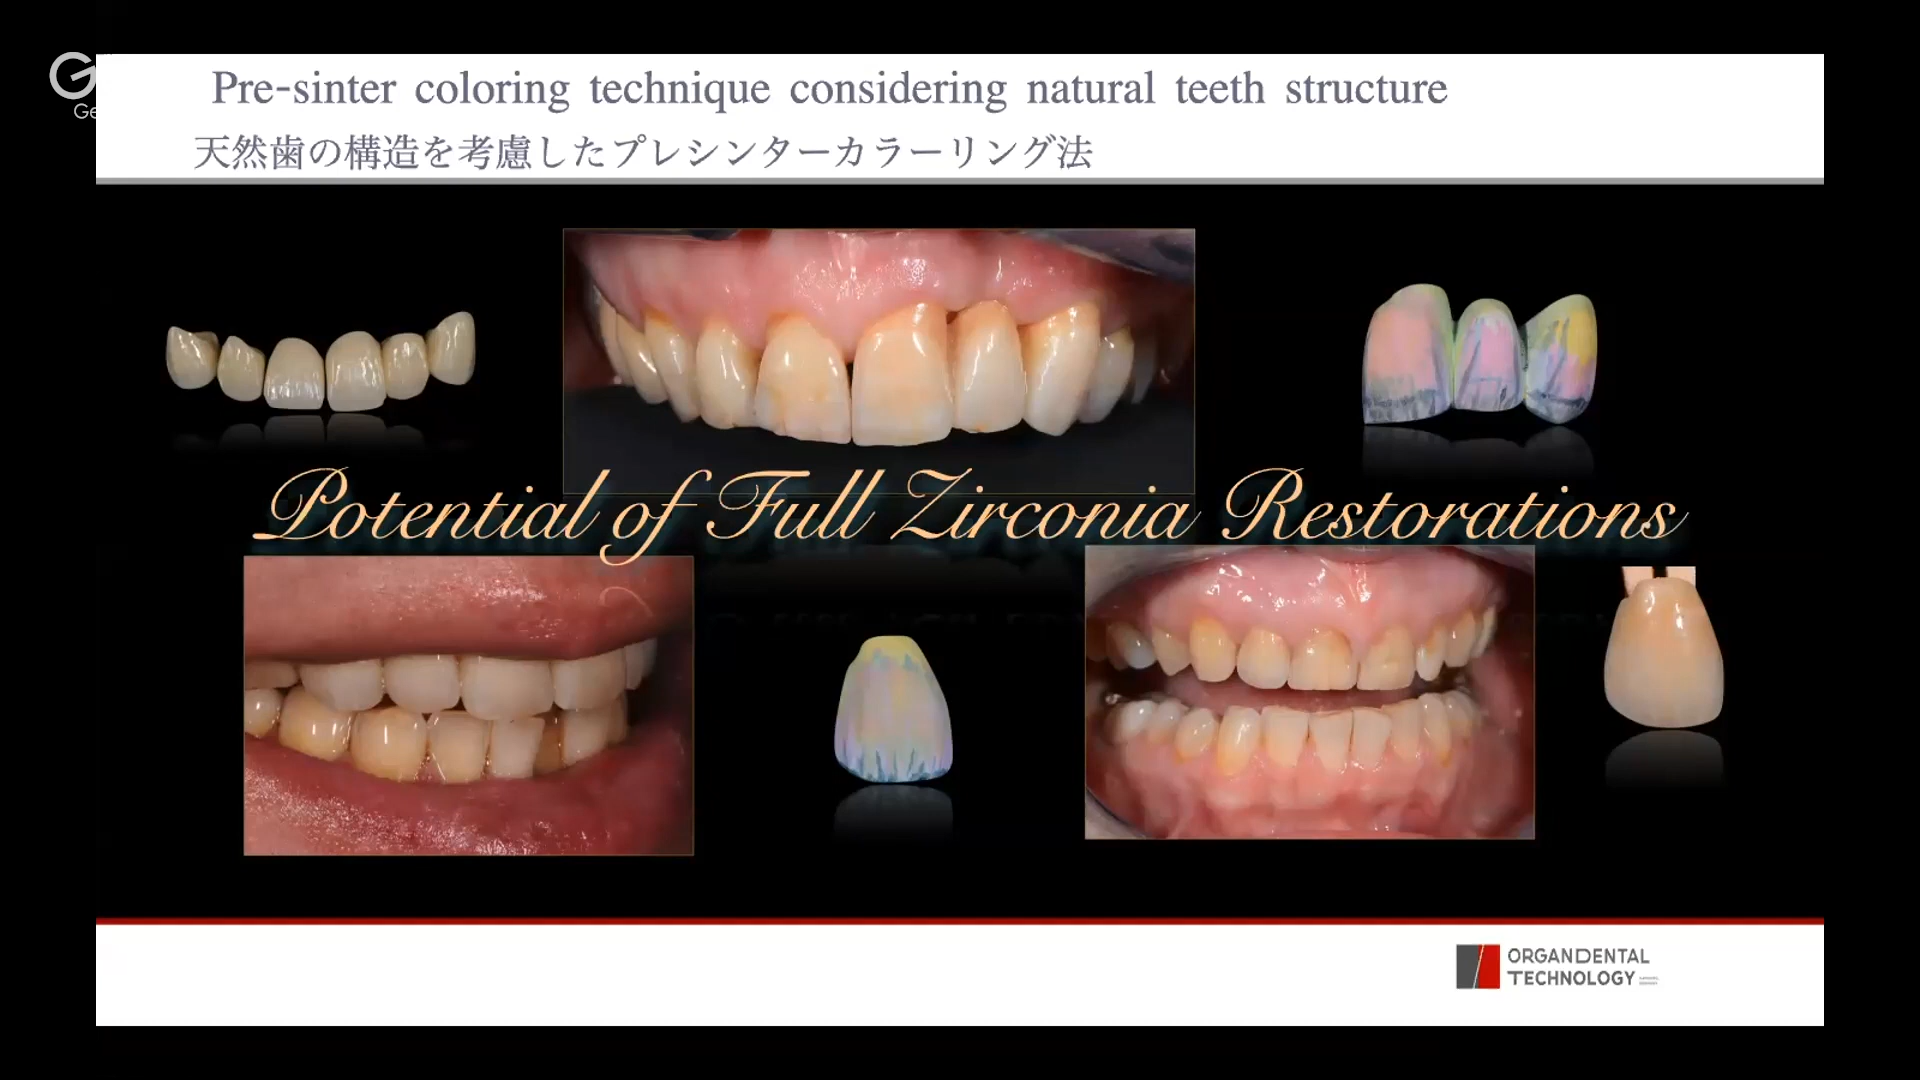 Pre-sinter coloring technique considering natural teeth structure
天然歯の構造を考慮したプレシンターカラーリング法
Ge
Potential of Full Zirconia Restorations
ORGANDENTAL
TECHNOLOGY